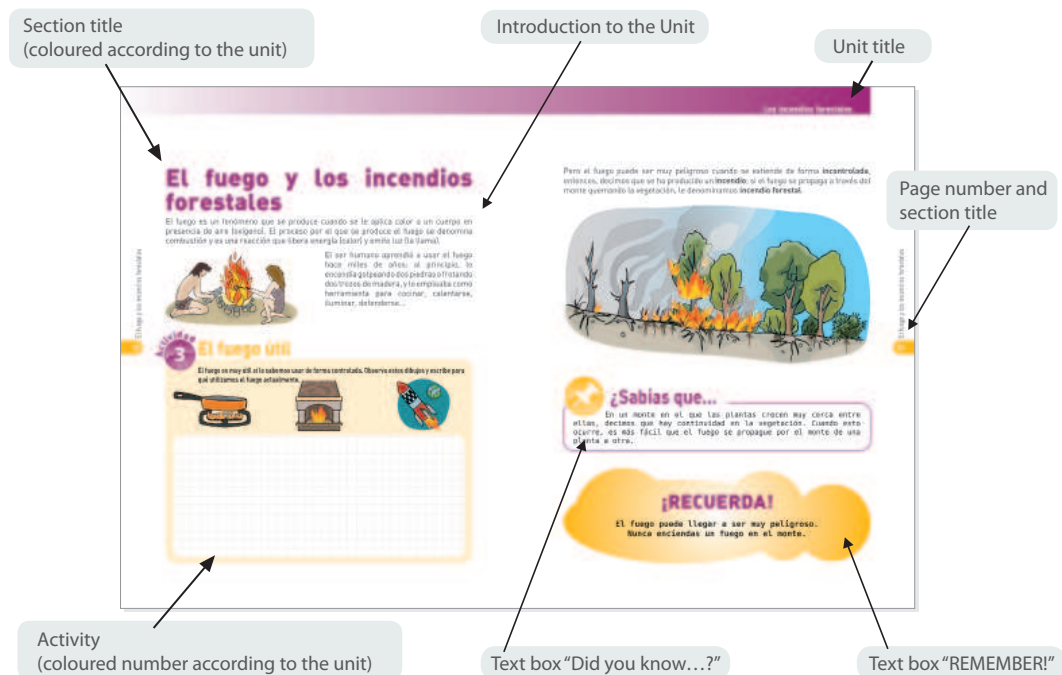 Section title
(coloured according to the unit)
Introduction to the Unit
Unit title
Los incendios forestales
El fuego y los incendios
forestales
El fuego es un fenómeno que se produce cuando se le aplica calor a un cuerpo en
presencia de aire (oxígeno). El proceso por el que se produce el fuego se denomina
combustión y es una reacción que libera energía (calor) y emite luz (la llama).
El ser humano aprendió a usar el fuego
hace miles de años; al principio, lo
encendía golpeando dos piedras o frotando
dos trozos de madera, y lo empleaba como
herramienta para cocinar, calentarse,
iluminar, defenderse...
El fuego y los incendios forestales
Actividad
3
El fuego útil
El fuego es muy útil si lo sabemos usar de forma controlada. Observa estos dibujos y escribe para
qué utilizamos el fuego actualmente.
Pero el fuego puede ser muy peligroso cuando se extiende de forma incontrolada,
entonces, decimos que se ha producido un incendio; si el fuego se propaga a través del
monte quemando la vegetación, le denominamos incendio forestal.
Page number and
section title
El fuego y los incendios forestales
¿Sabías que...
En un monte en el que las plantas crecen muy cerca entre
ellas, decimos que hay continuidad en la vegetación. Cuando esto
ocurre, es más fácil que el fuego se propague por el monte de una
planta a otra.
¡RECUERDA!
El fuego puede llegar a ser muy peligroso.
Nunca enciendas un fuego en el monte.
Activity
(coloured number according to the unit)
Text box “Did you know…?”
Text box “REMEMBER!”